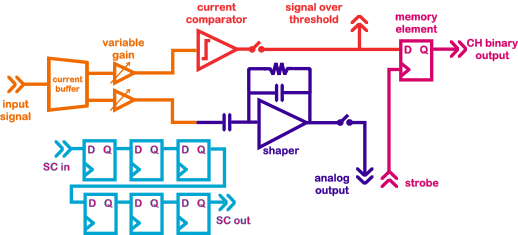 current
comparator
signal over
threshold
memory
element
variable
gain
D Q
CH binary
output
current
buffer
input
signal
shaper
analog
output
strobe
SC in
D Q D Q D Q
D Q D Q D Q
SC out